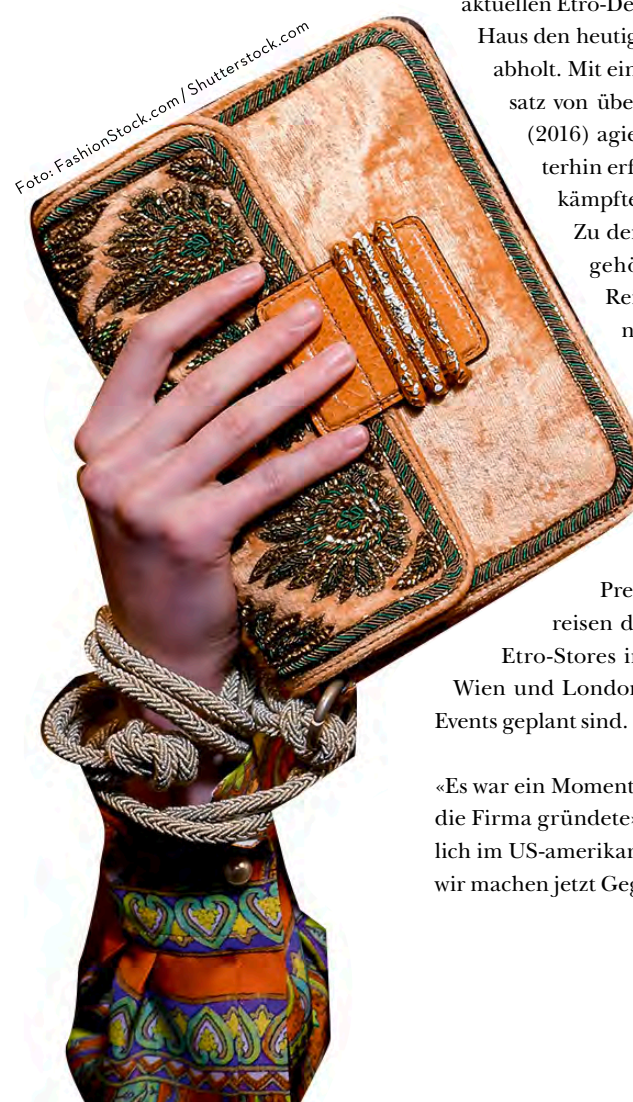 Foto: FashionStock.com / Shutterstock.com
aktuellen Etro-De
Haus den heutig
abholt. Mit ein
satz von übe
(2016) agie
terhin erf
kämpfte
Zu de
gehö
Re
n
Pre
reisen d
Etro-Stores i
Wien und London
Events geplant sind.
«Es war ein Moment
die Firma gründete»
lich im US-amerikan
wir machen jetzt Geg